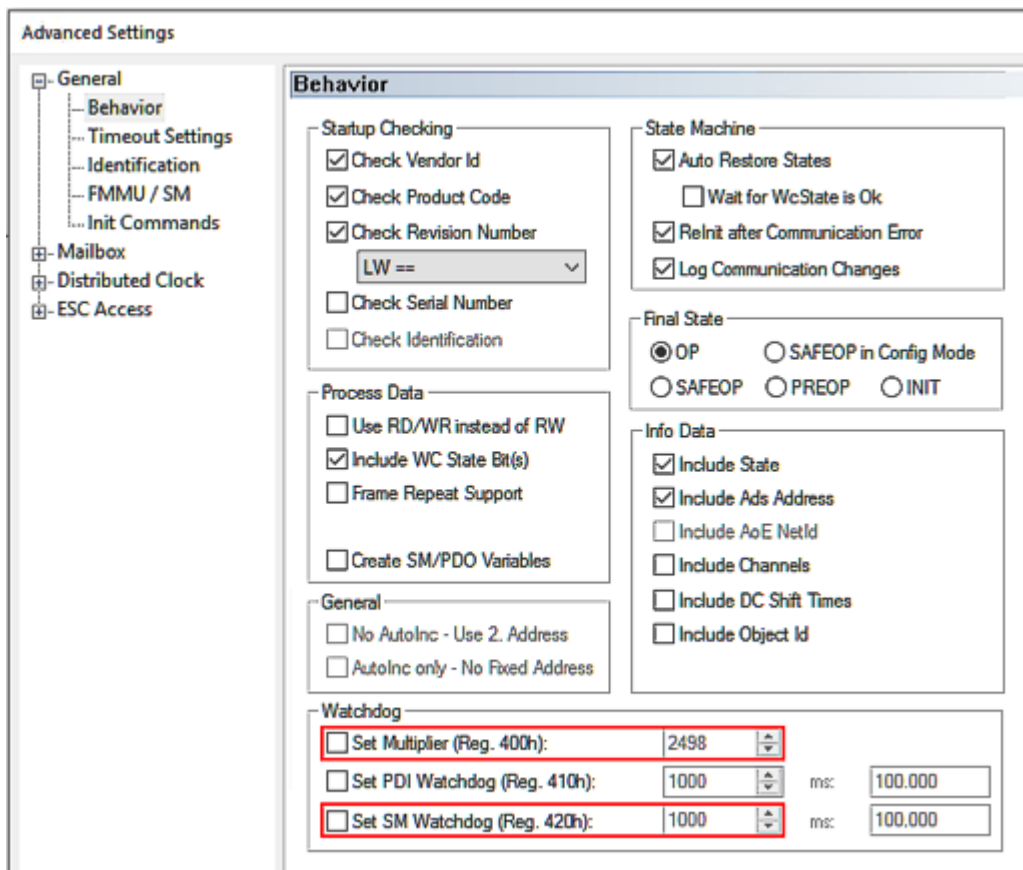 Advanced Settings
General
Behavior
Timeout Settings
Identification
FMMU / SM
Init Commands
Mailbox
Distributed Clock
ESC Access
Behavior
Startup Checking
Check Vendor Id
Check Product Code
Check Revision Number
LW ==
Check Serial Number
Check Identification
Process Data
Use RD/WR instead of RW
Include WC State Bit(s)
Frame Repeat Support
Create SM/PDO Variables
General
No AutoInc - Use 2. Address
AutoInc only - No Fixed Address
State Machine
Auto Restore States
Wait for WcState is Ok
ReInit after Communication Error
Log Communication Changes
Final State
OP SAFEOP in Config Mode
SAFEOP PREOP INIT
Info Data
Include State
Include Ads Address
Include AoE NetId
Include Channels
Include DC Shift Times
Include Object Id
Watchdog
Set Multiplier (Reg. 400h): 2498
Set PDI Watchdog (Reg. 410h): 1000 ms: 100.000
Set SM Watchdog (Reg. 420h): 1000 ms: 100.000